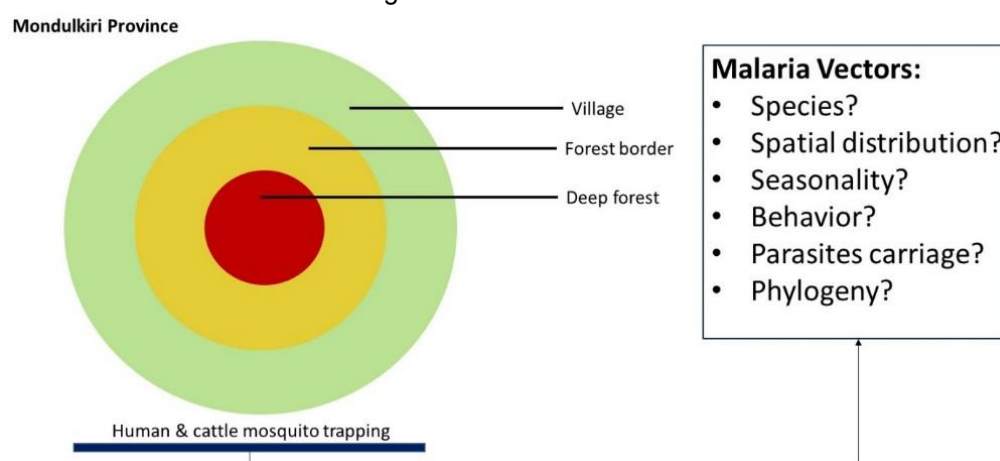 Mondulkiri Province
Village
Forest border
Deep forest
Human & cattle mosquito trapping
Malaria Vectors:
• Species?
• Spatial distribution?
• Seasonality?
• Behavior?
• Parasites carriage?
• Phylogeny?